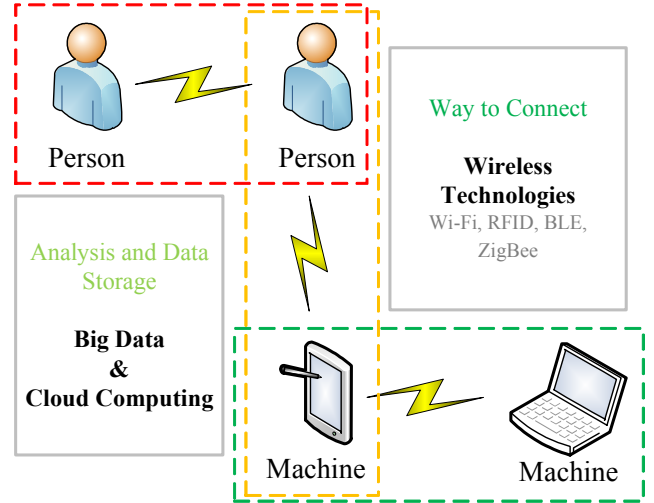 Person
Person
Way to Connect
Wireless
Technologies
Wi-Fi, RFID, BLE,
ZigBee
Analysis and Data
Storage
Big Data
&
Cloud Computing
Machine
Machine